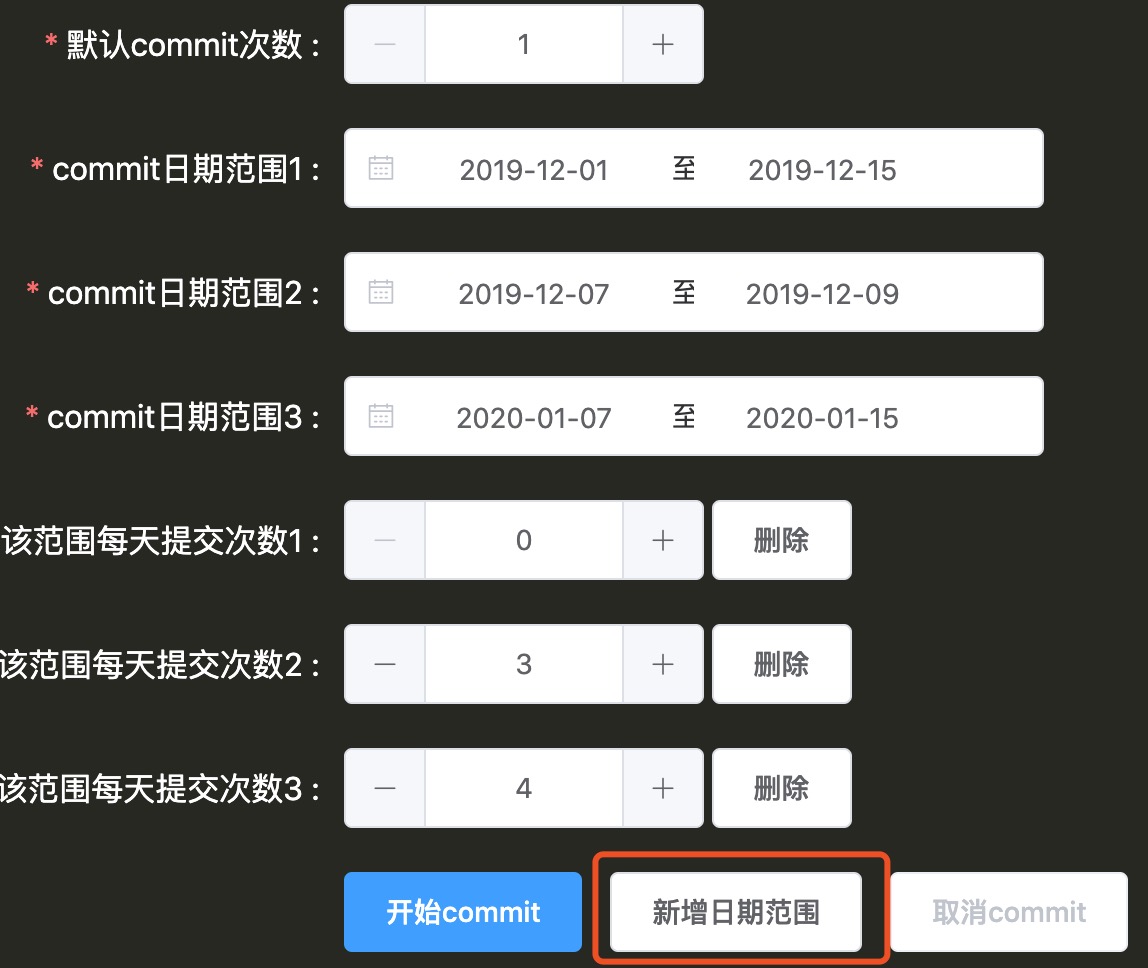 * 默认commit次数 : 1
* commit日期范围1 : 2019-12-01 至 2019-12-15
* commit日期范围2 : 2019-12-07 至 2019-12-09
* commit日期范围3 : 2020-01-07 至 2020-01-15
该范围每天提交次数1 : 0 删除
该范围每天提交次数2 : 3 删除
该范围每天提交次数3 : 4 删除
开始commit 新增日期范围 取消commit